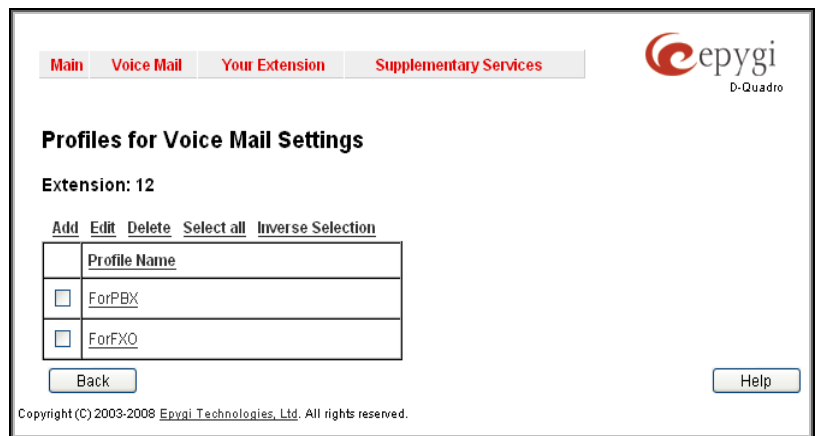 Main Voice Mail Your Extension Supplementary Services
epygi
D-Quadro
Profiles for Voice Mail Settings
Extension: 12
Add Edit Delete Select all Inverse Selection
Profile Name
ForPBX
ForFXO
Back
Help
Copyright (C) 2003-2008 Epygi Technologies, Ltd. All rights reserved.